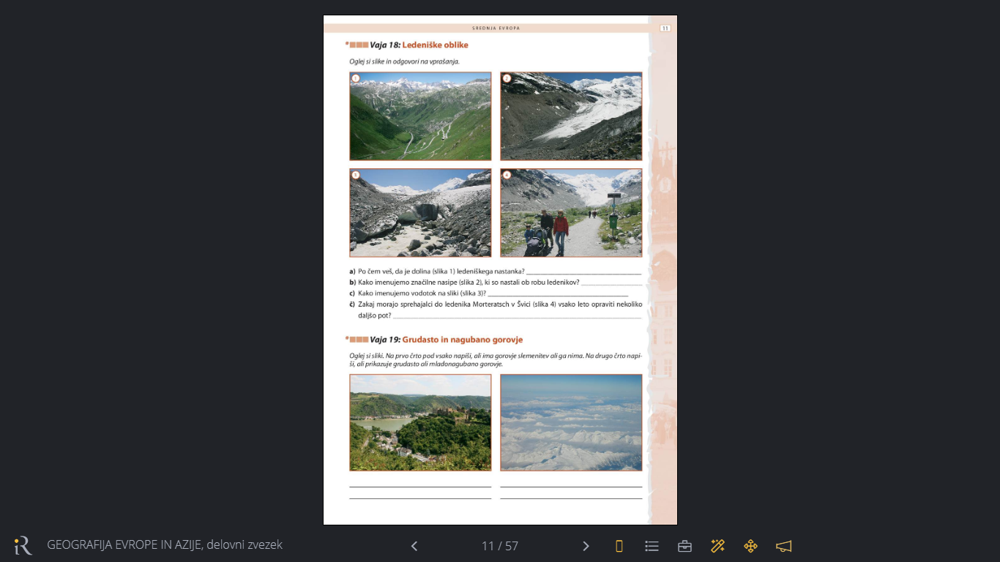 SREDNJA EVROPA
11
* Vaja 18: Ledeniške oblike
Oglej si slike in odgovori na vprašanja.
1
2
3
4
a) Po čem veš, da je dolina (slika 1) ledeniškega nastanka?
b) Kako imenujemo značilne nasipe (slika 2), ki so nastali ob robu ledenikov?
c) Kako imenujemo vodotok na sliki (slika 3)?
č) Zakaj morajo sprehajalci do ledenika Morteratsch v Švici (slika 4) vsako leto opraviti nekoliko
daljšo pot?
* Vaja 19: Grudasto in nagubano gorovje
Oglej si sliki. Na prvo črto pod vsako napiši, ali ima gorovje slemenitev ali ga nima. Na drugo črto napi-
ši, ali prikazuje grudasto ali mladonagubano gorovje.
iR
GEOGRAFIJA EVROPE IN AZIJE, delovni zvezek
11 / 57